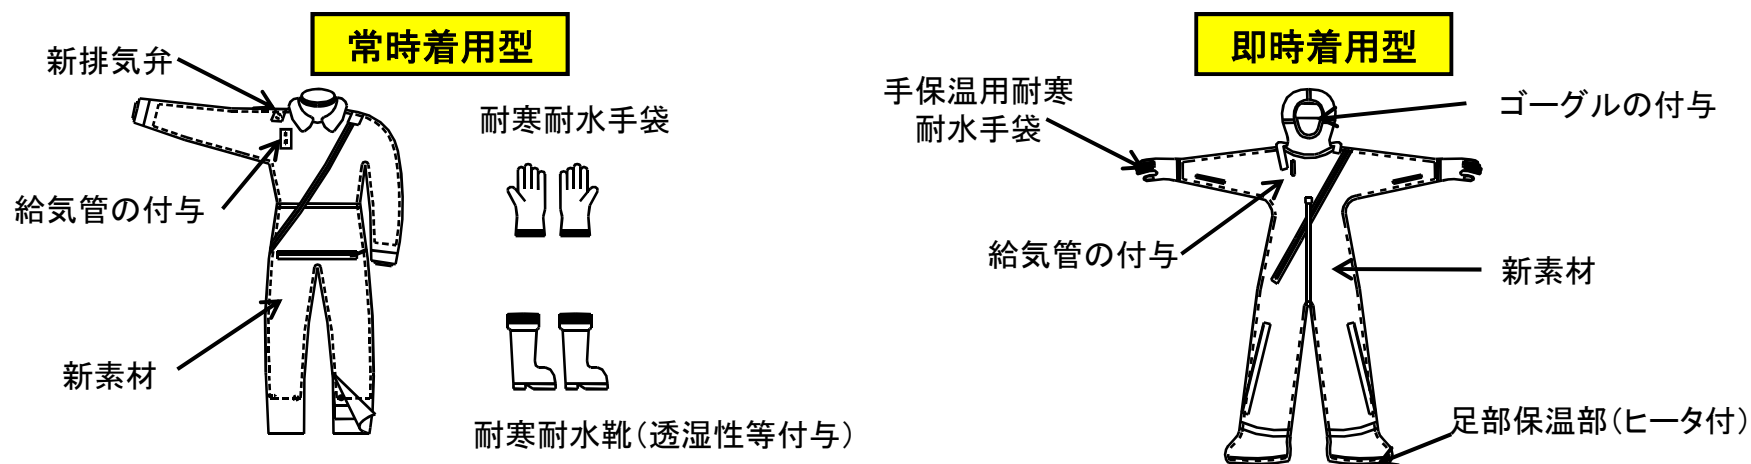 常時着用型
新排気弁
耐寒耐水手袋
給気管の付与
新素材
耐寒耐水靴（透湿性等付与）
即時着用型
手保温用耐寒
耐水手袋
ゴーグルの付与
給気管の付与
新素材
足部保温部（ヒータ付）